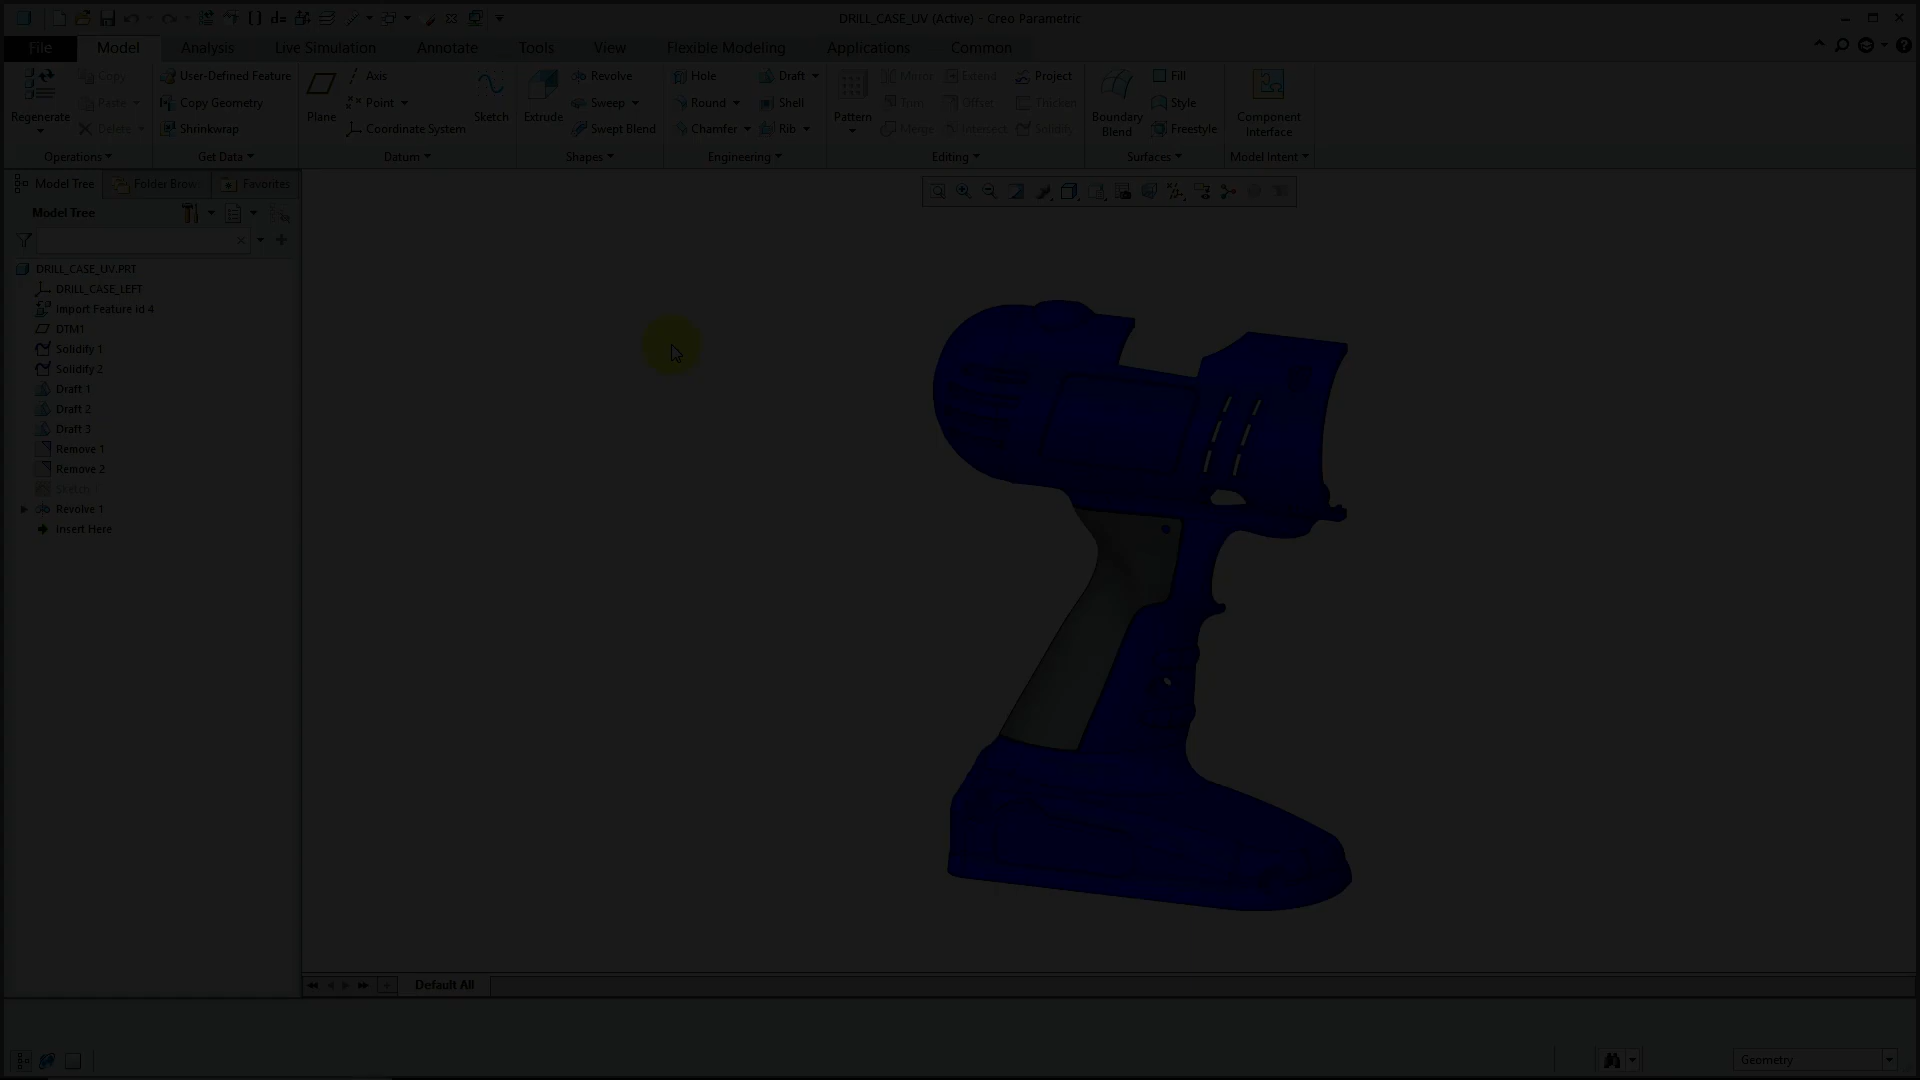 DRILL_CASE_UV (Active) - Creo Parametric
File Model Analysis Live Simulation Annotate Tools View Flexible Modeling Applications Common
Regenerate
Copy
Paste
Delete
Operations
User-Defined Feature
Copy Geometry
Shrinkwrap
Get Data
Plane
Axis
Point
Coordinate System
Sketch
Datum
Extrude
Revolve
Sweep
Swept Blend
Shapes
Hole
Round
Chamfer
Draft
Shell
Rib
Engineering
Pattern
Mirror
Trim
Merge
Extend
Offset
Intersect
Project
Thicken
Solidify
Editing
Boundary
Blend
Fill
Style
Freestyle
Surfaces
Component
Interface
Model Intent
Model Tree Folder Brow Favorites
Model Tree
DRILL_CASE_UV.PRT
DRILL_CASE_LEFT
Import Feature id 4
DTM1
Solidify 1
Solidify 2
Draft 1
Draft 2
Draft 3
Remove 1
Remove 2
Sketch
Revolve 1
Insert Here
Default All
Geometry